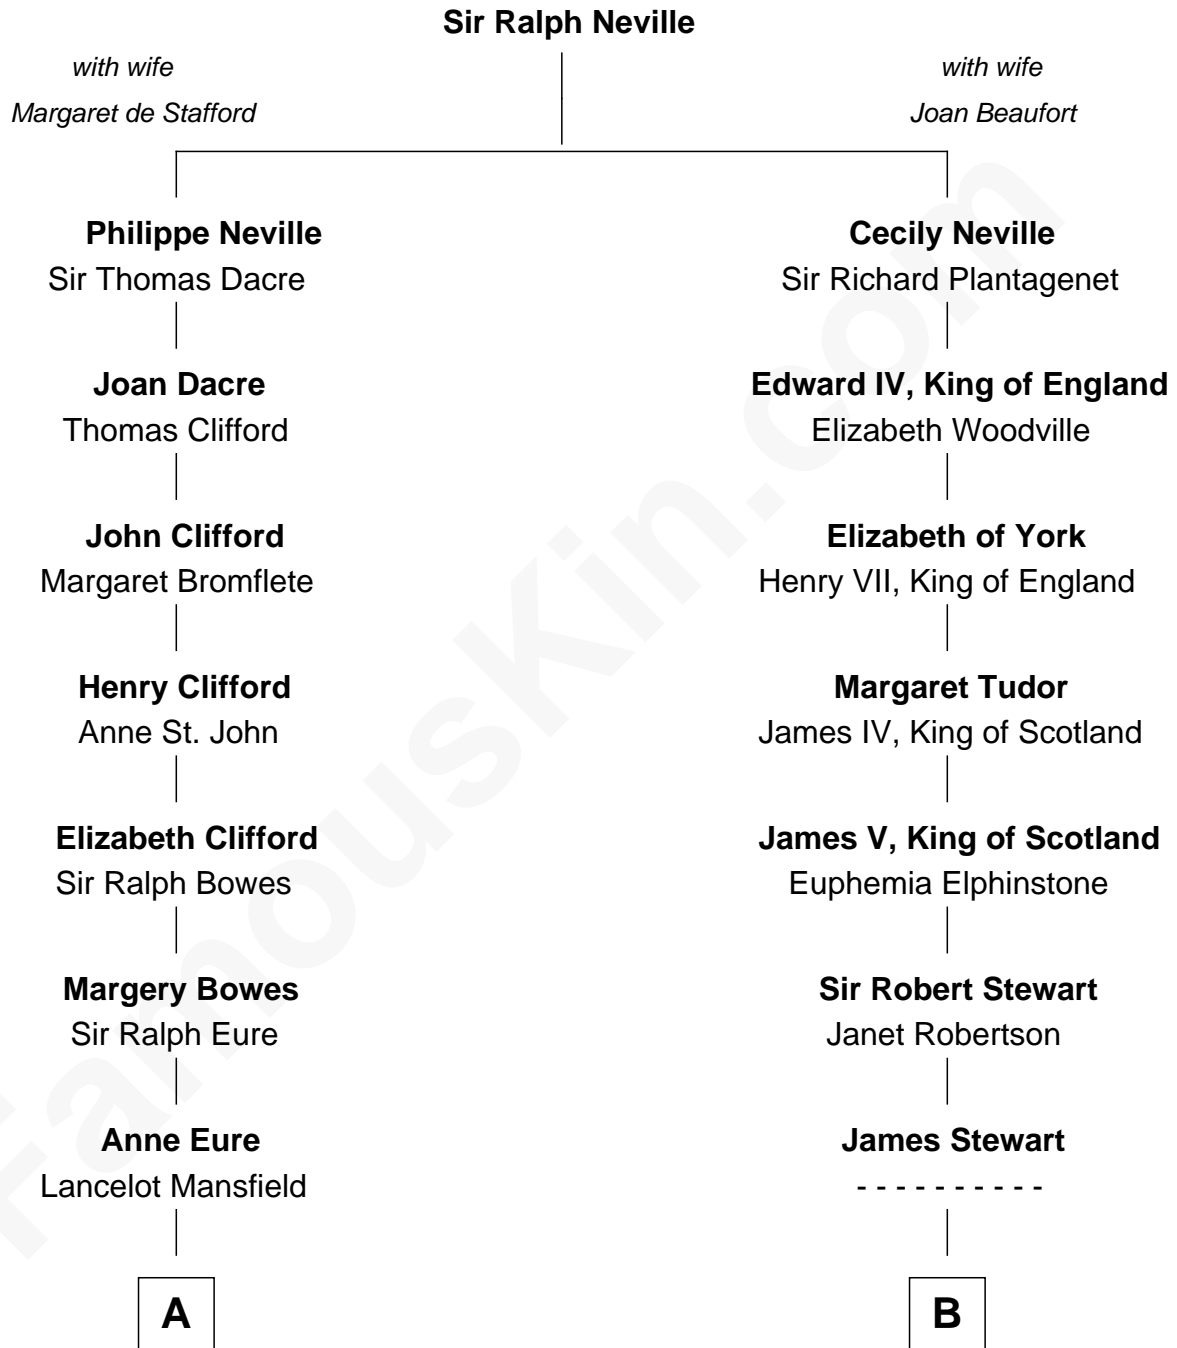 Sir Ralph Neville
with wife
Margaret de Stafford
with wife
Joan Beaufort
Philippe Neville
Sir Thomas Dacre
Joan Dacre
Thomas Clifford
John Clifford
Margaret Bromflete
Henry Clifford
Anne St. John
Elizabeth Clifford
Sir Ralph Bowes
Margery Bowes
Sir Ralph Eure
Anne Eure
Lancelot Mansfield
A
Cecily Neville
Sir Richard Plantagenet
Edward IV, King of England
Elizabeth Woodville
Elizabeth of York
Henry VII, King of England
Margaret Tudor
James IV, King of Scotland
James V, King of Scotland
Euphemia Elphinstone
Sir Robert Stewart
Janet Robertson
James Stewart
- - - - - - - - - -
B
FamousKin.com